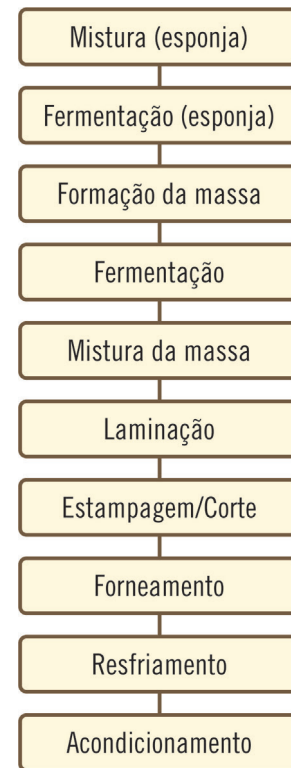 Mistura (esponja)
Fermentação (esponja)
Formação da massa
Fermentação
Mistura da massa
Laminação
Estampagem/Corte
Forneamento
Resfriamento
Acondicionamento